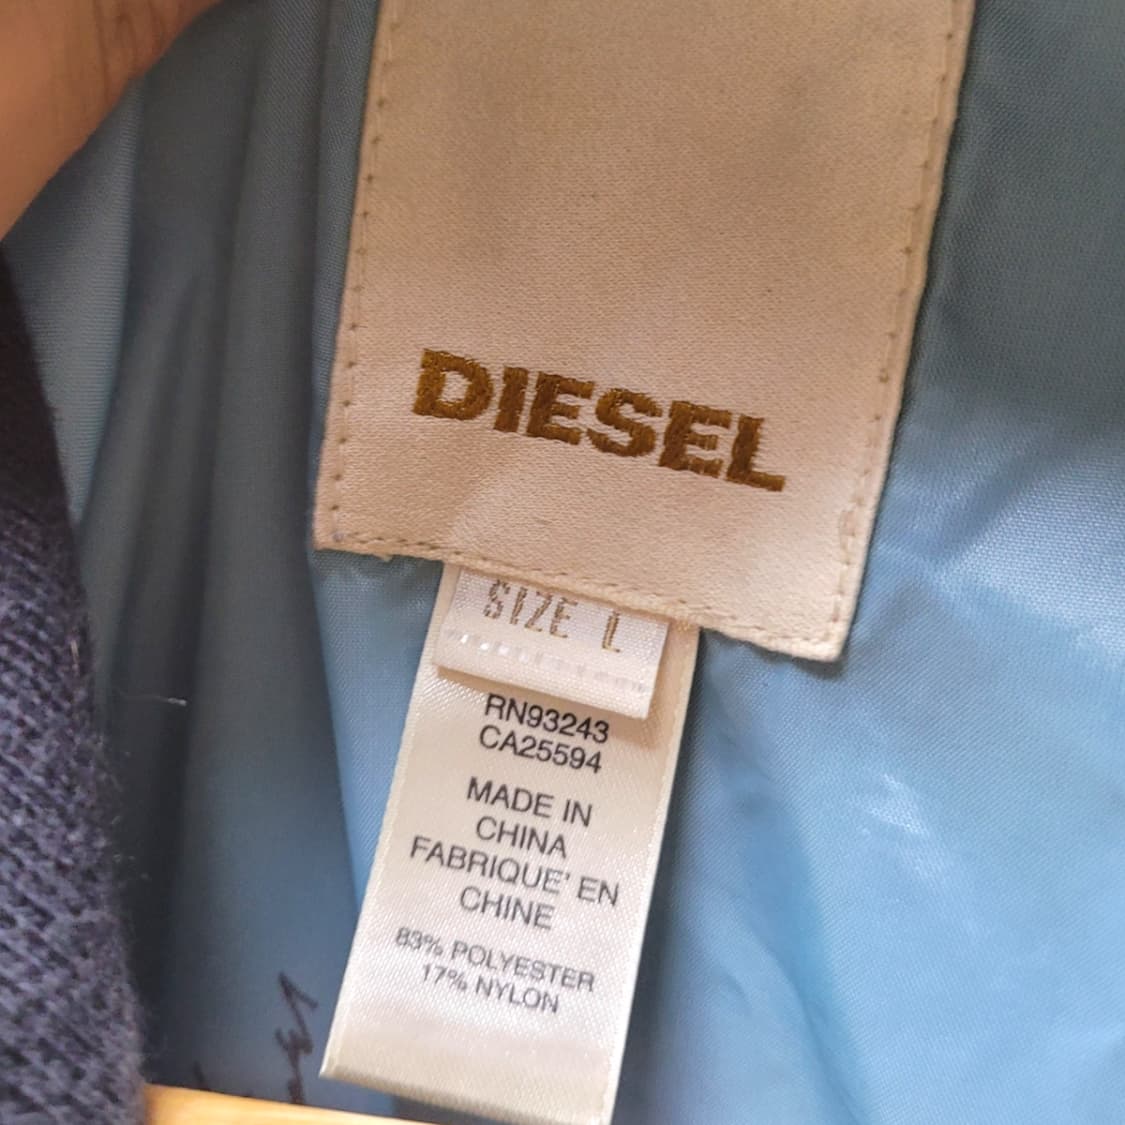 DIESEL
SIZE L
RN93243
CA25594
MADE IN
CHINA
FABRIQUE' EN
CHINE
83% POLYESTER
17% NYLON